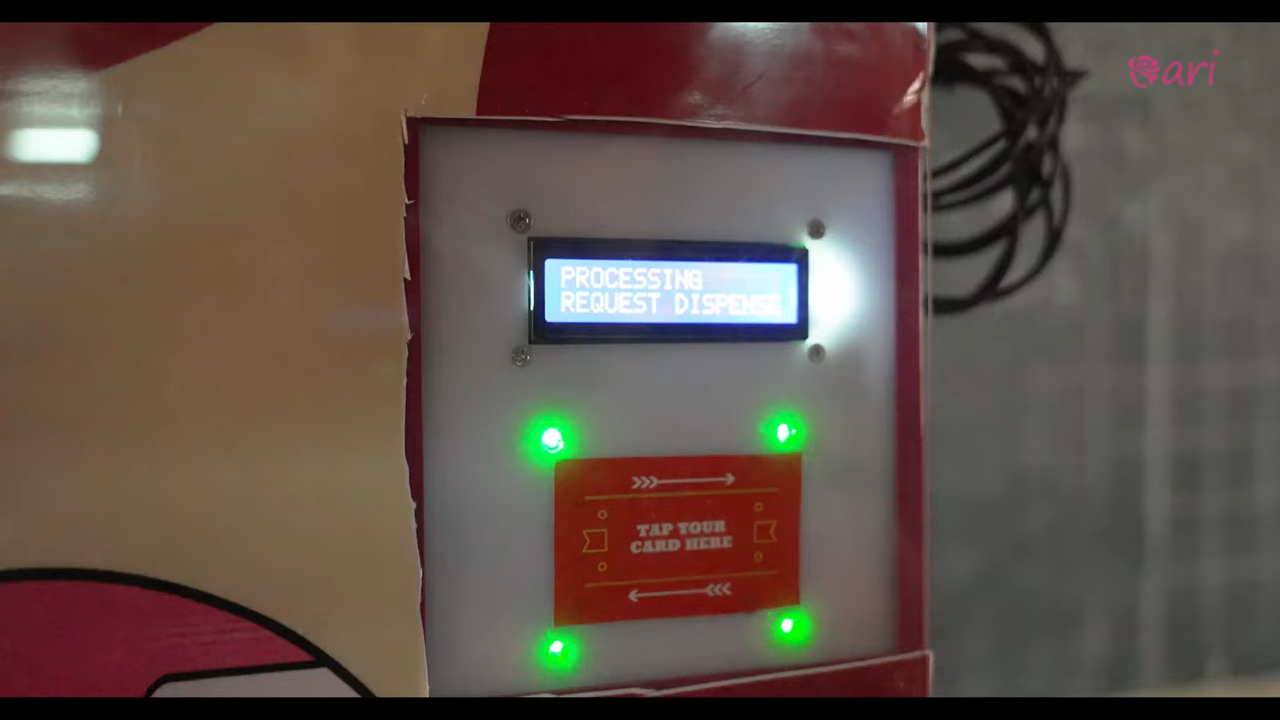 ari
PROCESSING
REQUEST DISPENSE
TAP YOUR
CARD HERE